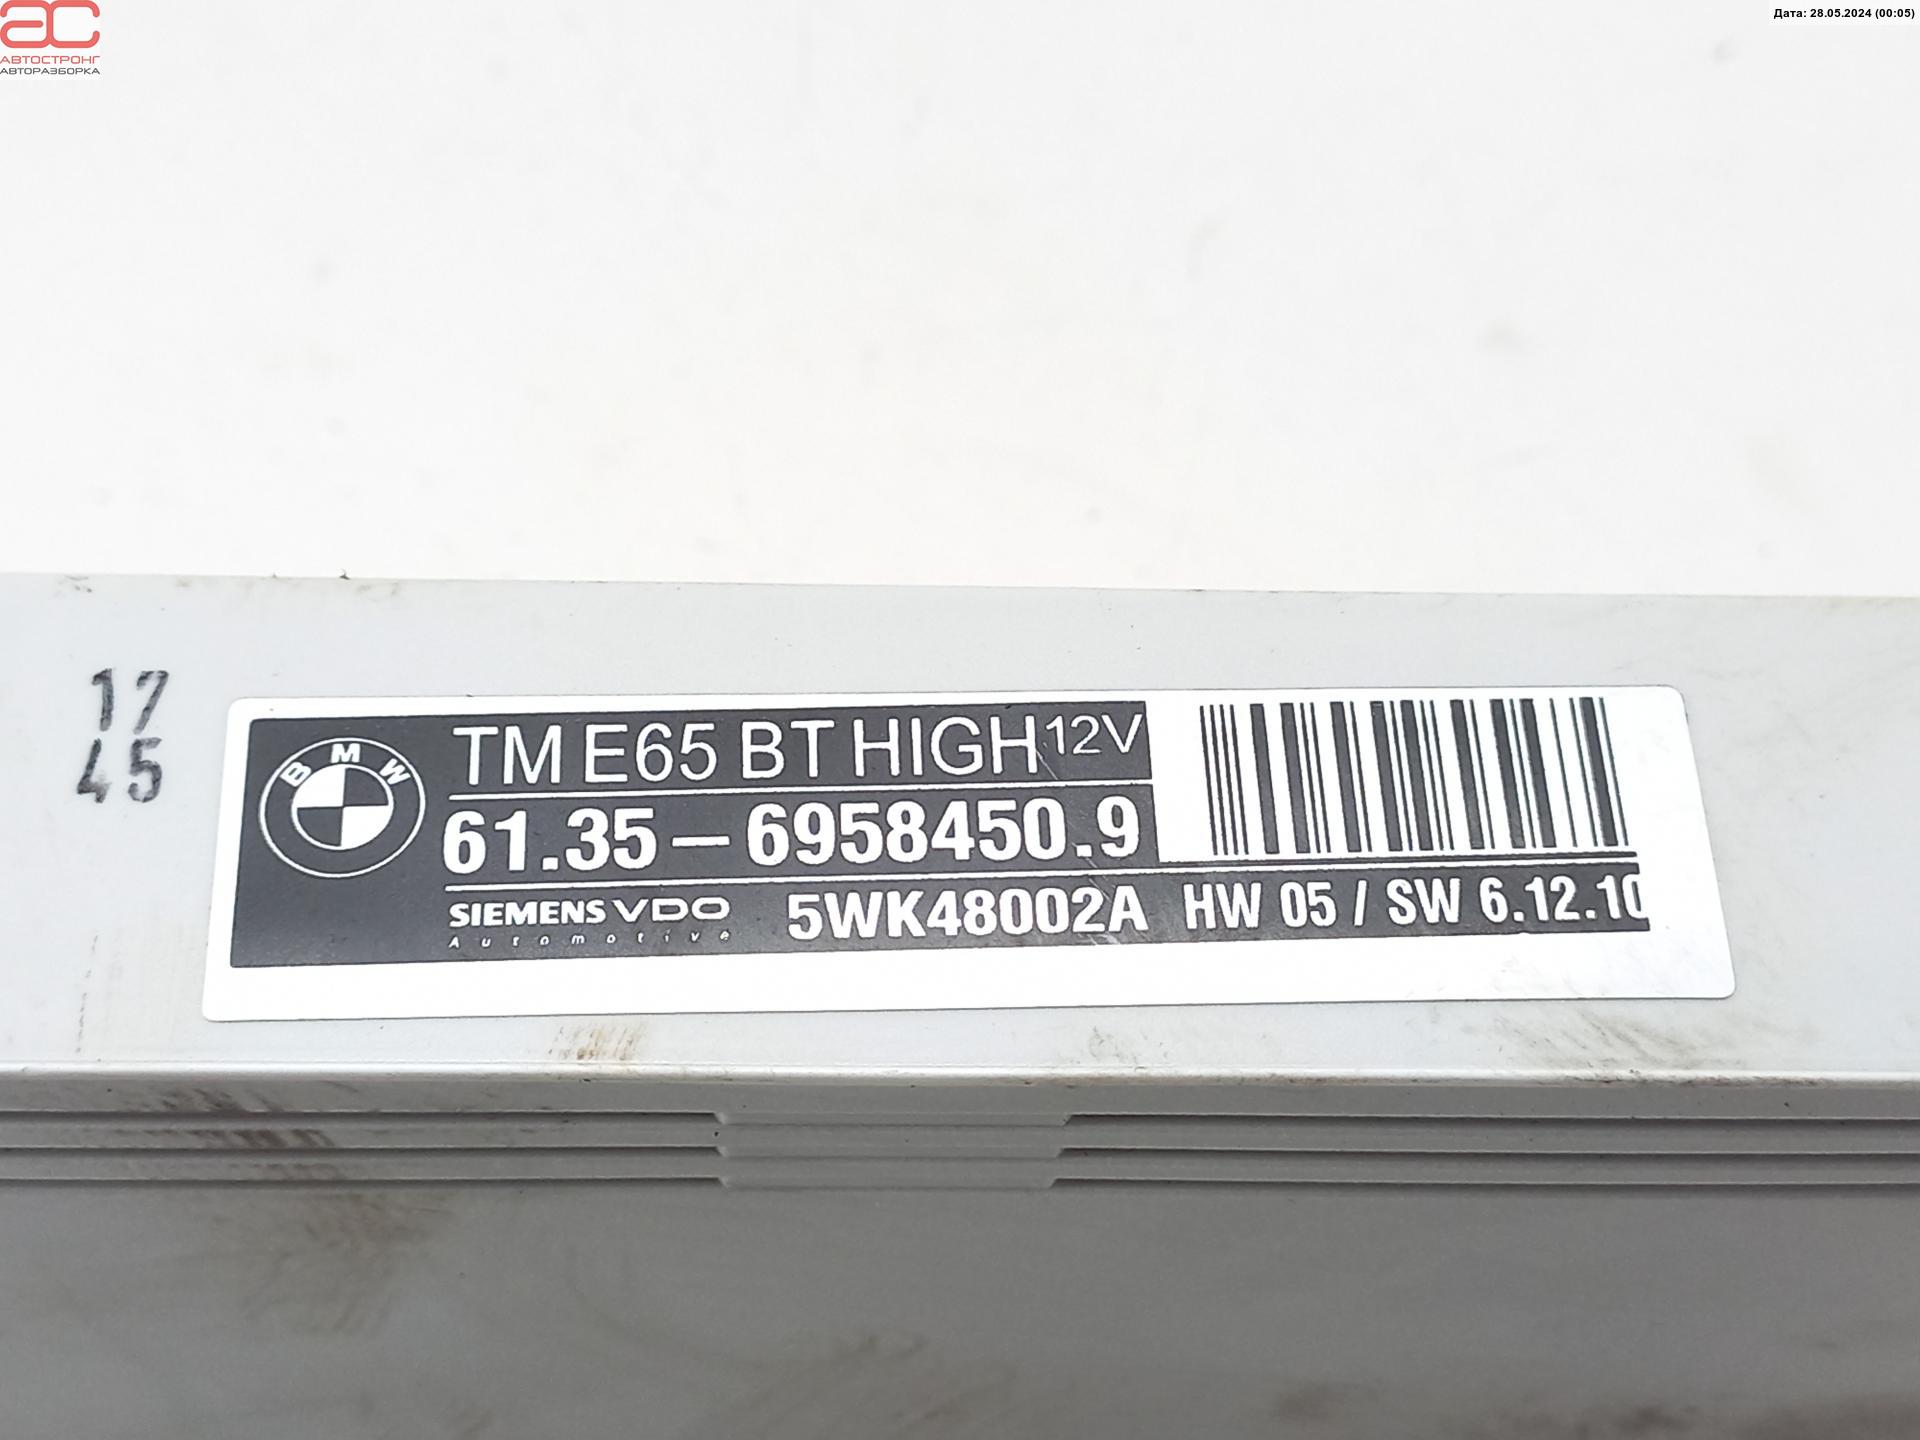 АВТОСТРОНГ
АВТОРАЗБОРКА
Дата: 28.05.2024 (00:05)
17
45
BMW
TM E65 BT HIGH 12V
61.35 – 6958450.9
SIEMENS VDO
Automotive
5WK48002A HW 05 / SW 6.12.10